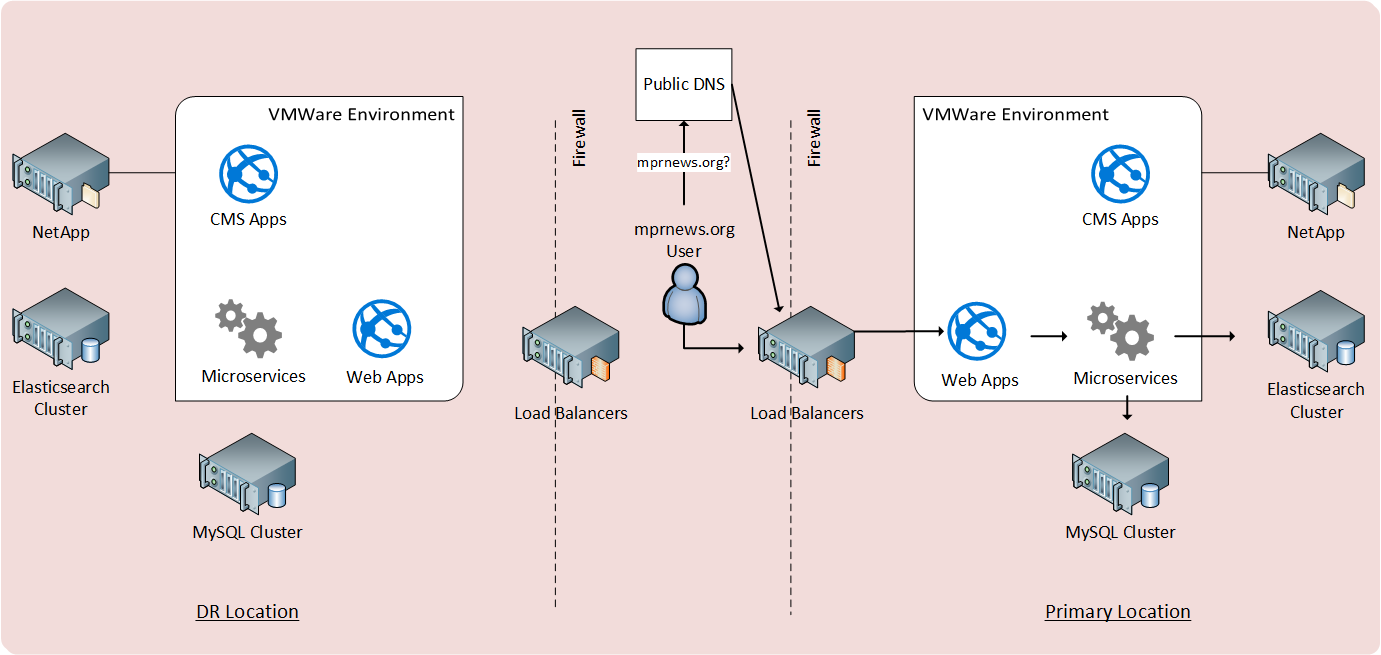 Public DNS
mprnews.org?
mprnews.org
User
VMWare Environment
CMS Apps
NetApp
Elasticsearch
Cluster
Microservices
Web Apps
MySQL Cluster
DR Location
Firewall
Load Balancers
Firewall
Load Balancers
VMWare Environment
CMS Apps
NetApp
Web Apps
Microservices
Elasticsearch
Cluster
MySQL Cluster
Primary Location